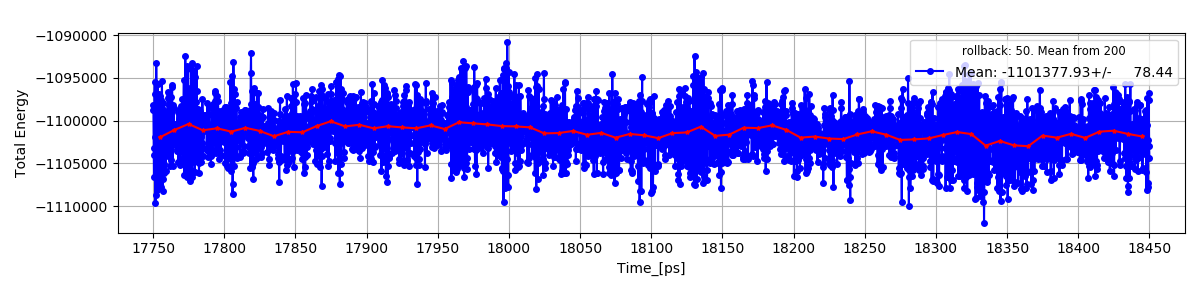 −1090000
−1095000
−1100000
−1105000
−1110000
Total Energy
rollback: 50. Mean from 200
Mean: -1101377.93+/-     78.44
17750 17800 17850 17900 17950 18000 18050 18100 18150 18200 18250 18300 18350 18400 18450
Time_[ps]